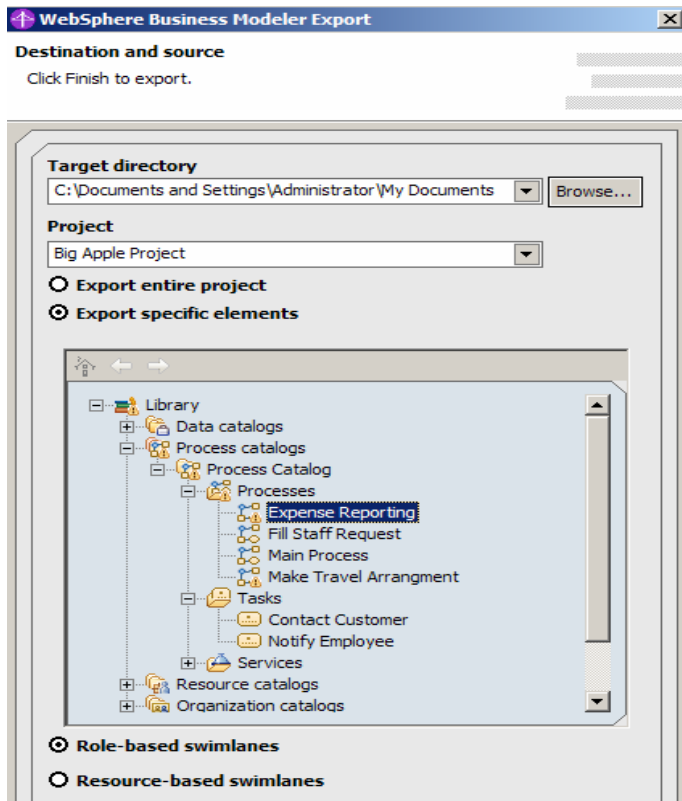 WebSphere Business Modeler Export
Destination and source
Click Finish to export.
Target directory
C:\Documents and Settings\Administrator\My Documents Browse...
Project
Big Apple Project
Export entire project
Export specific elements
Library
Data catalogs
Process catalogs
Process Catalog
Processes
Expense Reporting
Fill Staff Request
Main Process
Make Travel Arrangment
Tasks
Contact Customer
Notify Employee
Services
Resource catalogs
Organization catalogs
Role-based swimlanes
Resource-based swimlanes